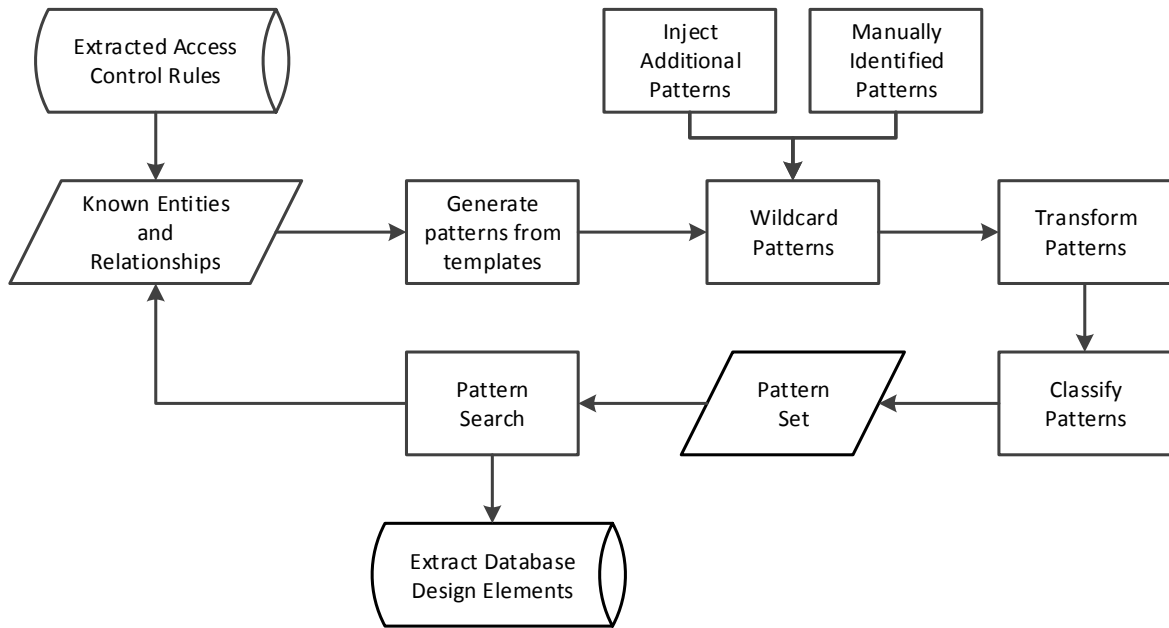 Extracted Access
Control Rules
Inject
Additional
Patterns
Manually
Identified
Patterns
Known Entities
and
Relationships
Generate
patterns from
templates
Wildcard
Patterns
Transform
Patterns
Pattern
Search
Pattern
Set
Classify
Patterns
Extract Database
Design Elements